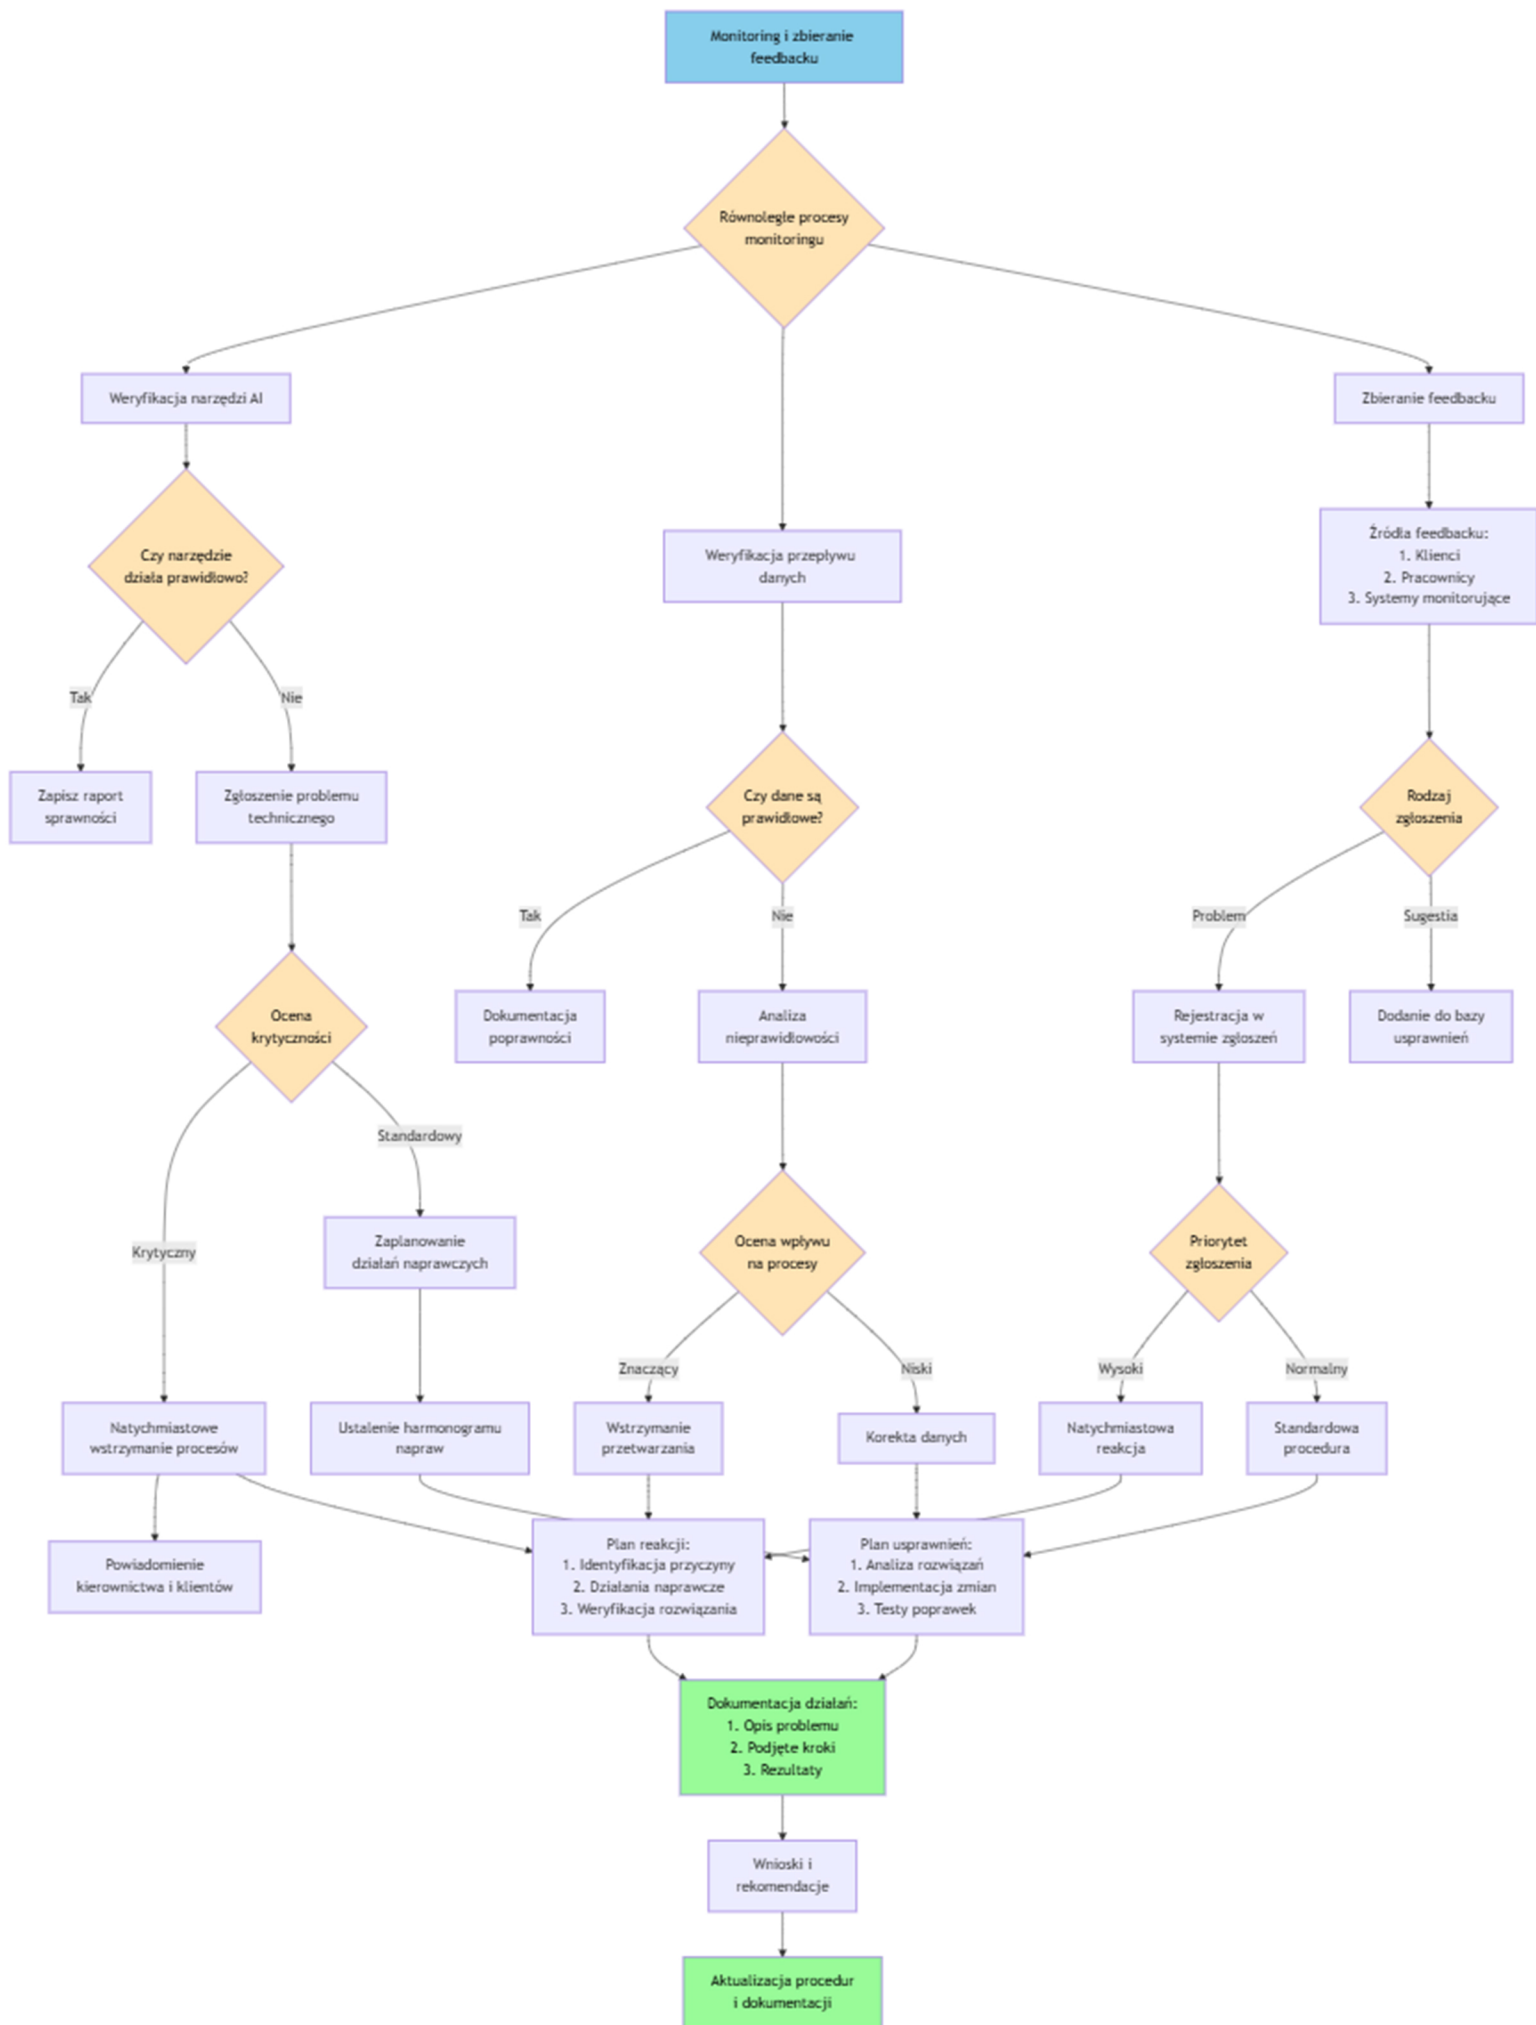 Monitoring i zbieranie
feedbacku
Równoległe procesy
monitoringu
Weryfikacja narzędzi AI
Zbieranie feedbacku
Czy narzędzie
działa prawidłowo?
Weryfikacja przepływu
danych
Źródła feedbacku:
1. Klienci
2. Pracownicy
3. Systemy monitorujące
Tak
Nie
Zapisz raport
sprawności
Zgłoszenie problemu
technicznego
Czy dane są
prawidłowe?
Rodzaj
zgłoszenia
Tak
Nie
Problem
Sugestia
Ocena
krytyczności
Dokumentacja
poprawności
Analiza
nieprawidłowości
Rejestracja w
systemie zgłoszeń
Dodanie do bazy
usprawnień
Standardowy
Krytyczny
Zaplanowanie
działań naprawczych
Ocena wpływu
na procesy
Priorytet
zgłoszenia
Znaczący
Niski
Wysoki
Normalny
Natychmiastowe
wstrzymanie procesów
Ustalenie harmonogramu
napraw
Wstrzymanie
przetwarzania
Korekta danych
Natychmiastowa
reakcja
Standardowa
procedura
Powiadomienie
kierownictwa i klientów
Plan reakcji:
1. Identyfikacja przyczyny
2. Działania naprawcze
3. Weryfikacja rozwiązania
Plan usprawnień:
1. Analiza rozwiązań
2. Implementacja zmian
3. Testy poprawek
Dokumentacja działań:
1. Opis problemu
2. Podjęte kroki
3. Rezultaty
Wnioski i
rekomendacje
Aktualizacja procedur
i dokumentacji